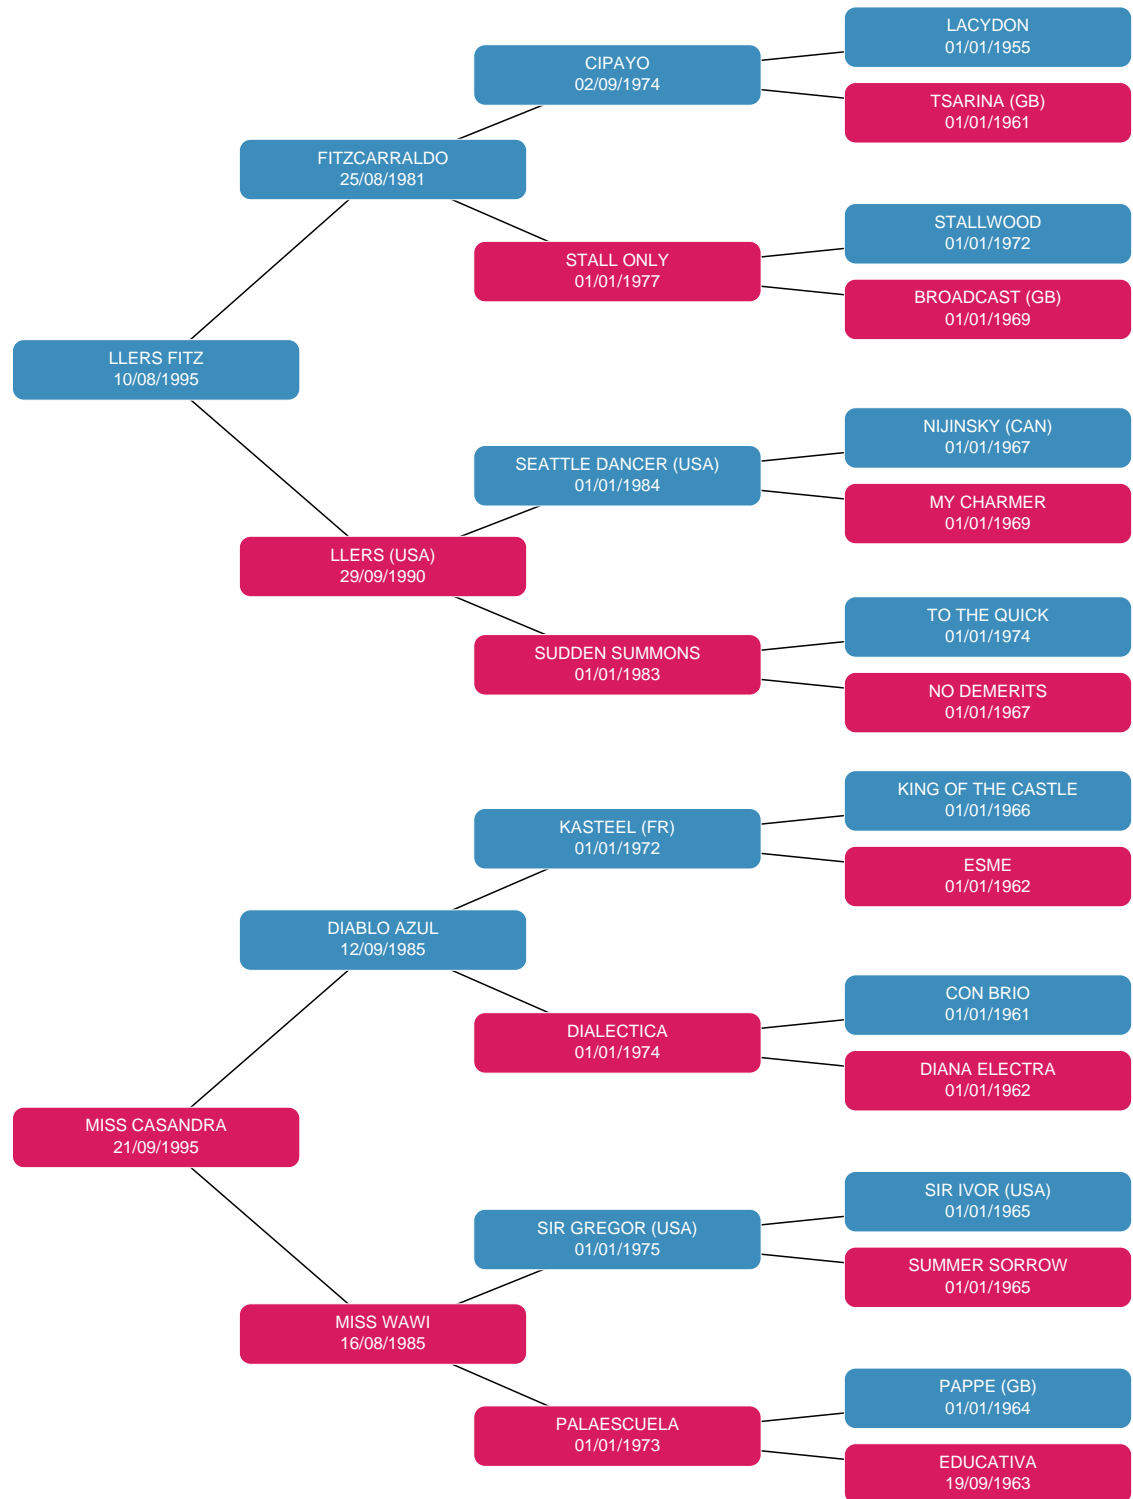 LACYDON
01/01/1955
CIPAYO
02/09/1974
TSARINA (GB)
01/01/1961
FITZCARRALDO
25/08/1981
STALLWOOD
01/01/1972
STALL ONLY
01/01/1977
BROADCAST (GB)
01/01/1969
LLERS FITZ
10/08/1995
NIJINSKY (CAN)
01/01/1967
SEATTLE DANCER (USA)
01/01/1984
MY CHARMER
01/01/1969
LLERS (USA)
29/09/1990
TO THE QUICK
01/01/1974
SUDDEN SUMMONS
01/01/1983
NO DEMERITS
01/01/1967
KING OF THE CASTLE
01/01/1966
KASTEEL (FR)
01/01/1972
ESME
01/01/1962
DIABLO AZUL
12/09/1985
CON BRIO
01/01/1961
DIALECTICA
01/01/1974
DIANA ELECTRA
01/01/1962
MISS CASANDRA
21/09/1995
SIR IVOR (USA)
01/01/1965
SIR GREGOR (USA)
01/01/1975
SUMMER SORROW
01/01/1965
MISS WAWI
16/08/1985
PAPPE (GB)
01/01/1964
PALAESCUELA
01/01/1973
EDUCATIVA
19/09/1963